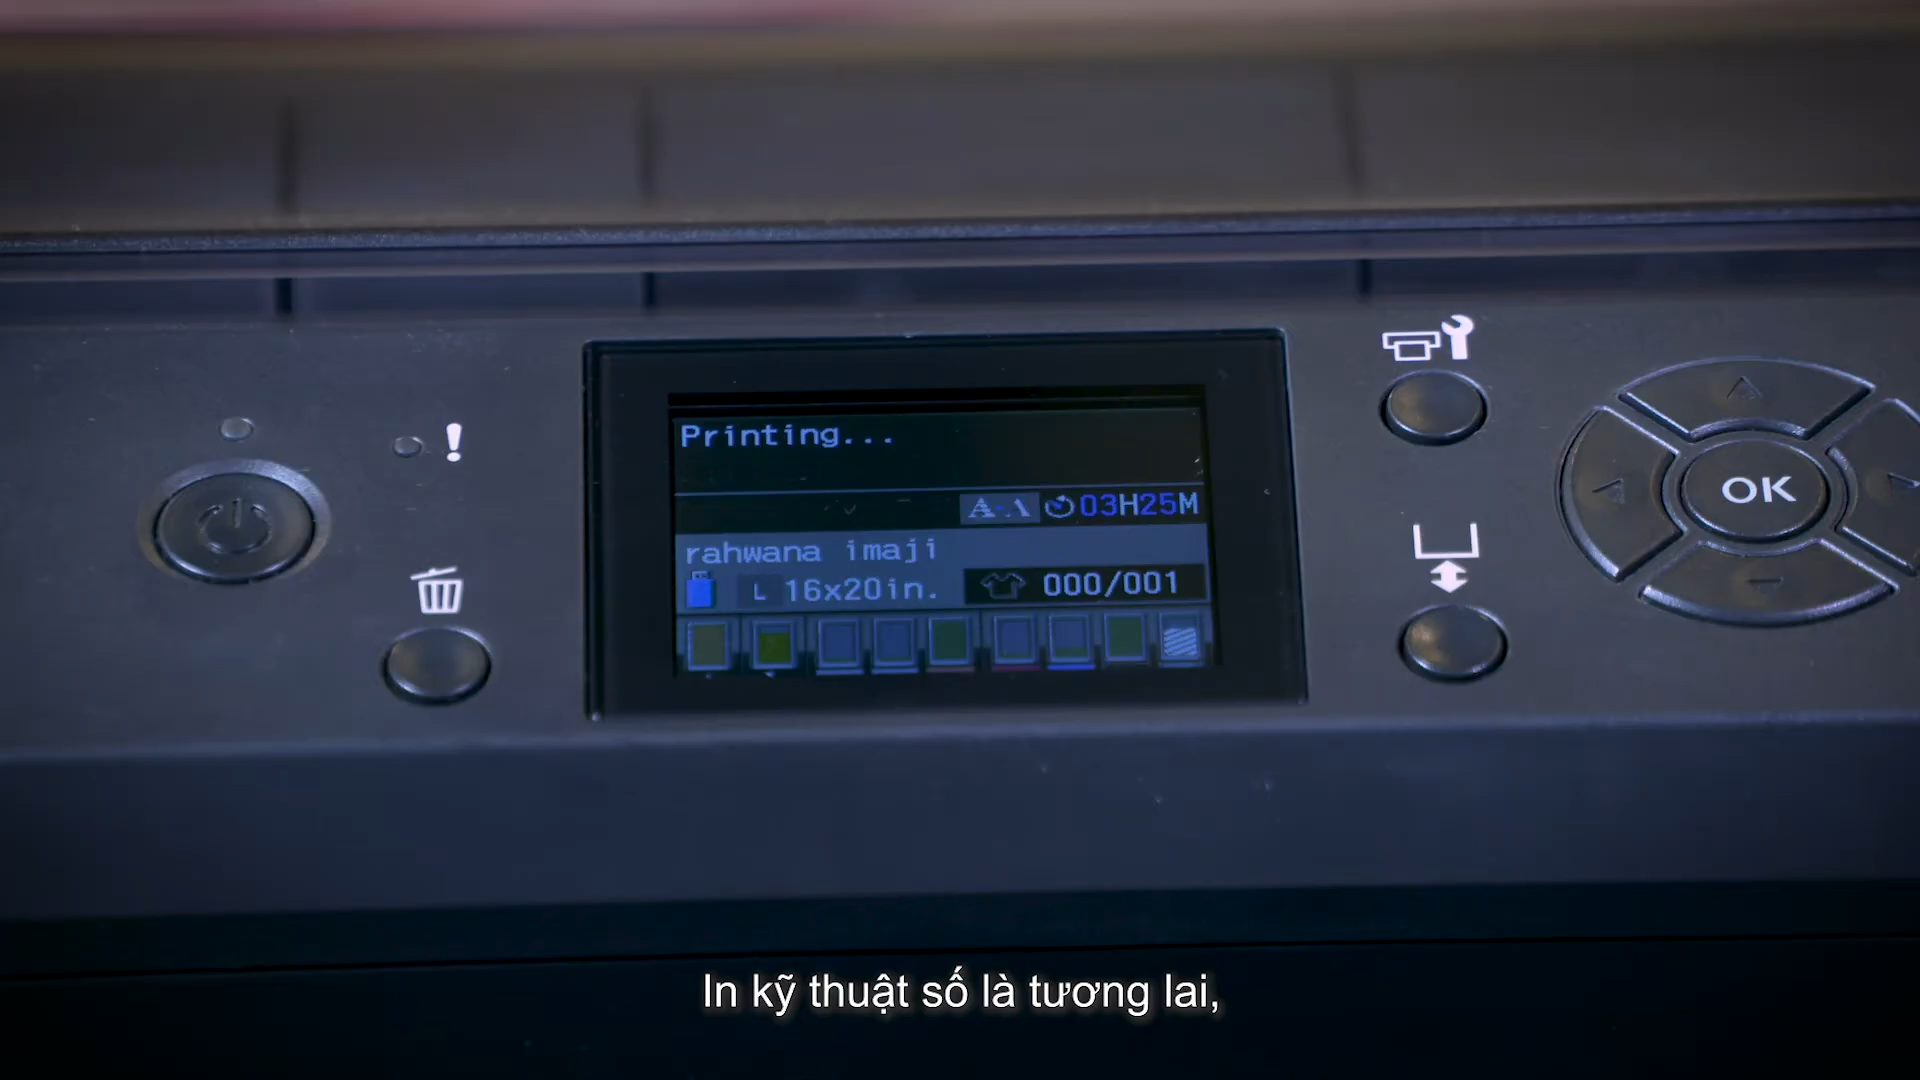 Printing...
A-A 03H25M
rahwana imaji
L 16x20in. 000/001
OK
In kỹ thuật số là tương lai,